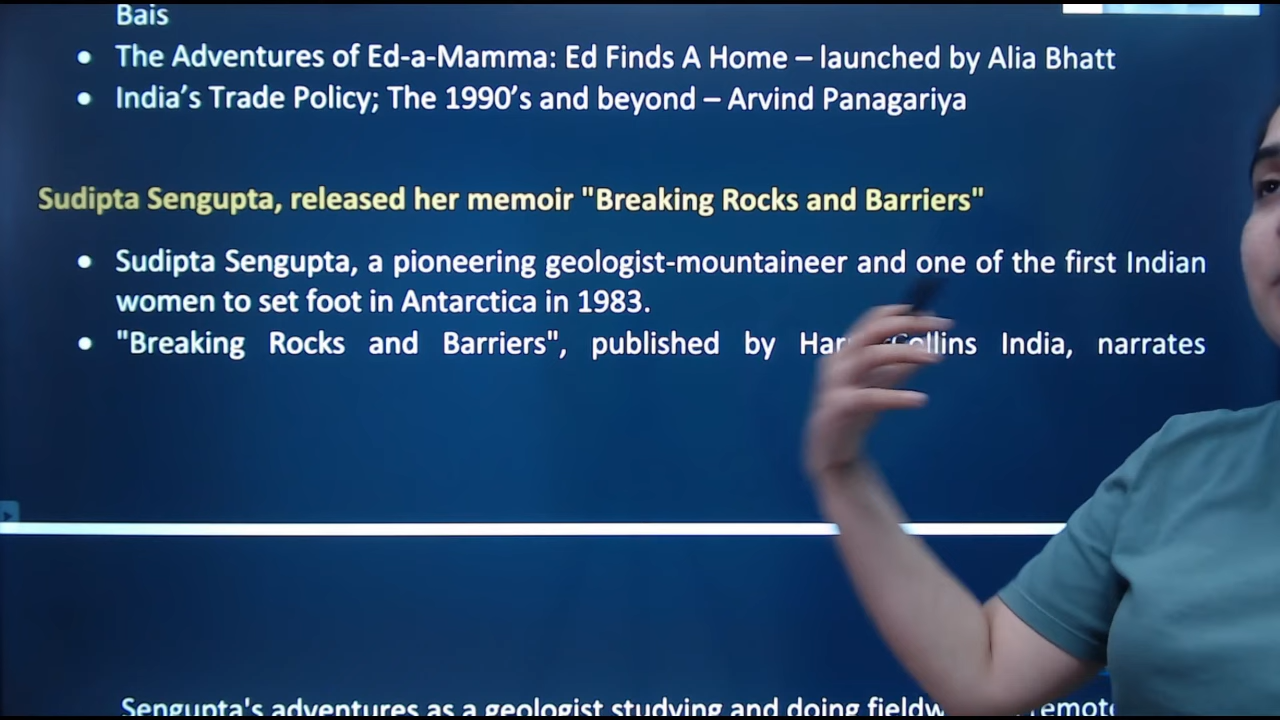 Bais
• The Adventures of Ed-a-Mamma: Ed Finds A Home – launched by Alia Bhatt
• India's Trade Policy; The 1990's and beyond – Arvind Panagariya
Sudipta Sengupta, released her memoir "Breaking Rocks and Barriers"
• Sudipta Sengupta, a pioneering geologist-mountaineer and one of the first Indian
women to set foot in Antarctica in 1983.
• "Breaking Rocks and Barriers", published by India, narrates
Sengupta's adventures as a geologist studying and doing